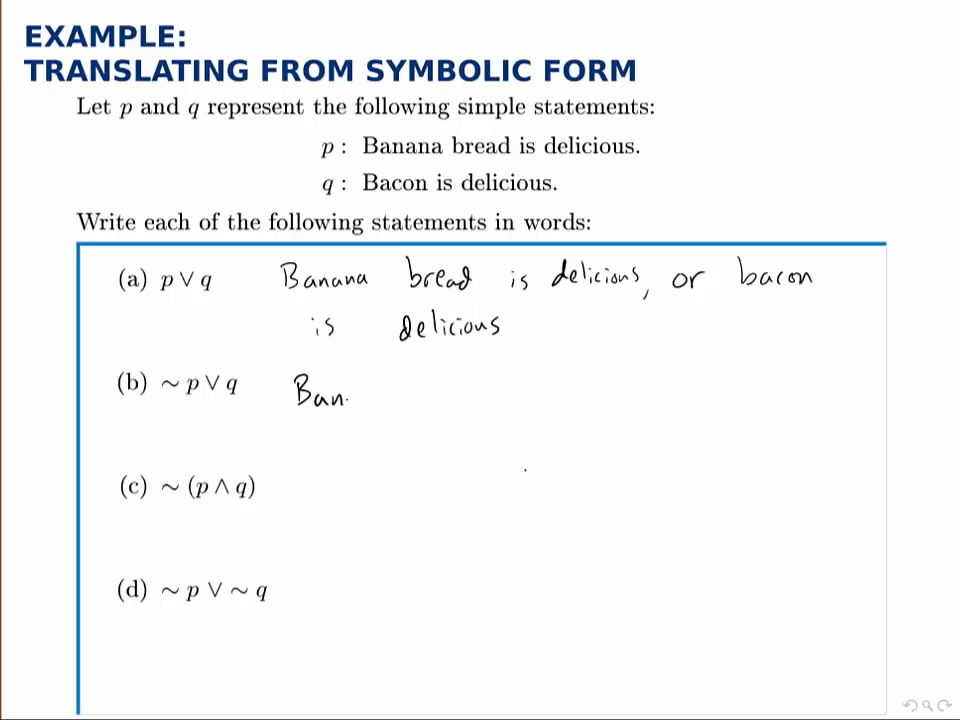 EXAMPLE:
TRANSLATING FROM SYMBOLIC FORM
Let p and q represent the following simple statements:
p : Banana bread is delicious.
q : Bacon is delicious.
Write each of the following statements in words:
(a) p ∨ q Banana bread is delicious, or bacon
is delicious
(b) ∼ p ∨ q Ban
(c) ∼ (p ∧ q)
(d) ∼ p ∨ ∼ q